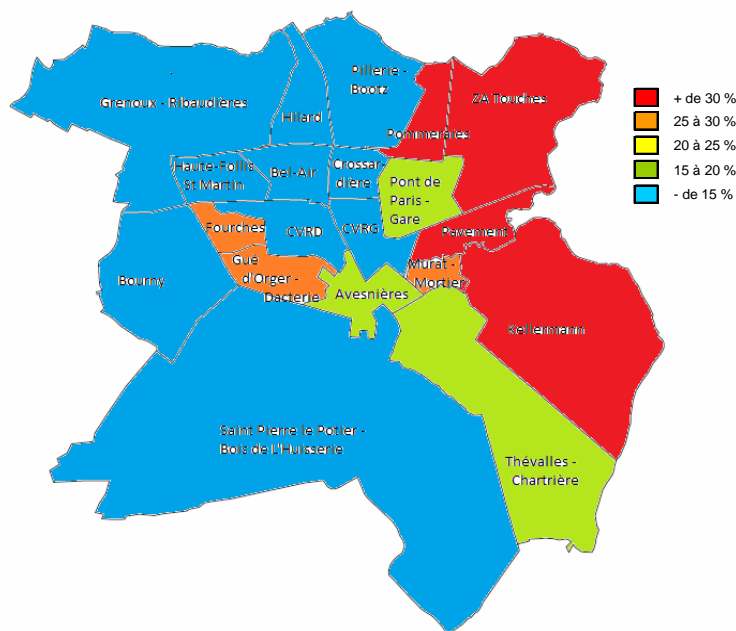 Pillerie -
Bootz
Grenoux - Ribaudières
ZA Touches
Hilard
Pommeraies
Haute-Follis
St Martin
Bel-Air
Crossar-
dière
Pont de
Paris -
Gare
Fourches
CVRD
CVRG
Pavement
Gué
d'Orger -
Dacterie
Murat -
Mortier
Bourny
Avesnières
Kellermann
Saint Pierre le Potier -
Bois de L'Huisserie
Thévalles -
Chartrière
+ de 30 %
25 à 30 %
20 à 25 %
15 à 20 %
- de 15 %